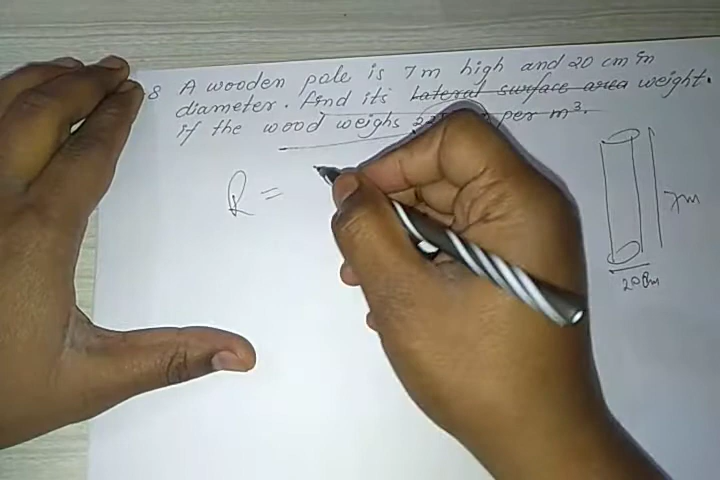 8 A wooden pole is 7m high and 20 cm in
diameter. find its lateral surface area weight.
if the wood weighs per m³.
R =
7m
20cm